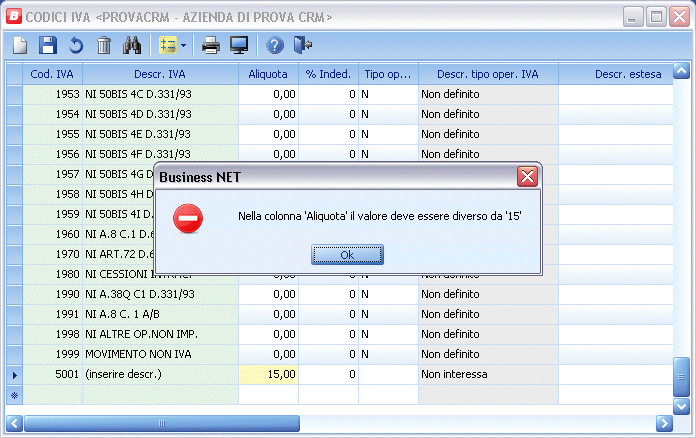 CODICI IVA <PROVACRM - AZIENDA DI PROVA CRM>
Cod. IVA Descr. IVA Aliquota % Inded. Tipo op... Descr. tipo oper. IVA Descr. estesa
1953 NI 50BIS 4C D.331/93 0,00 0 N Non definito
1954 NI 50BIS 4D D.331/93 0,00 0 N Non definito
1955 NI 50BIS 4E D.331/93 0,00 0 N Non definito
1956 NI 50BIS 4F D.331/93 0,00 0 N Non definito
1957 NI 50BIS 4G D
1958 NI 50BIS 4H D
1959 NI 50BIS 4I D.
1960 NI A.8 C.1 D.6
1970 NI ART.72 D.6
1980 NI CESSIONI
Business NET
Nella colonna 'Aliquota' il valore deve essere diverso da '15'
Ok
0,00 0 N Non definito
1990 NI A.38Q C1 D.331/93 0,00 0 N Non definito
1991 NI A.8 C. 1 A/B 0,00 0 N Non definito
1998 NI ALTRE OP.NON IMP. 0,00 0 N Non definito
1999 MOVIMENTO NON IVA 0,00 0 N Non definito
5001 (inserire descr.) 15,00 0 Non interessa